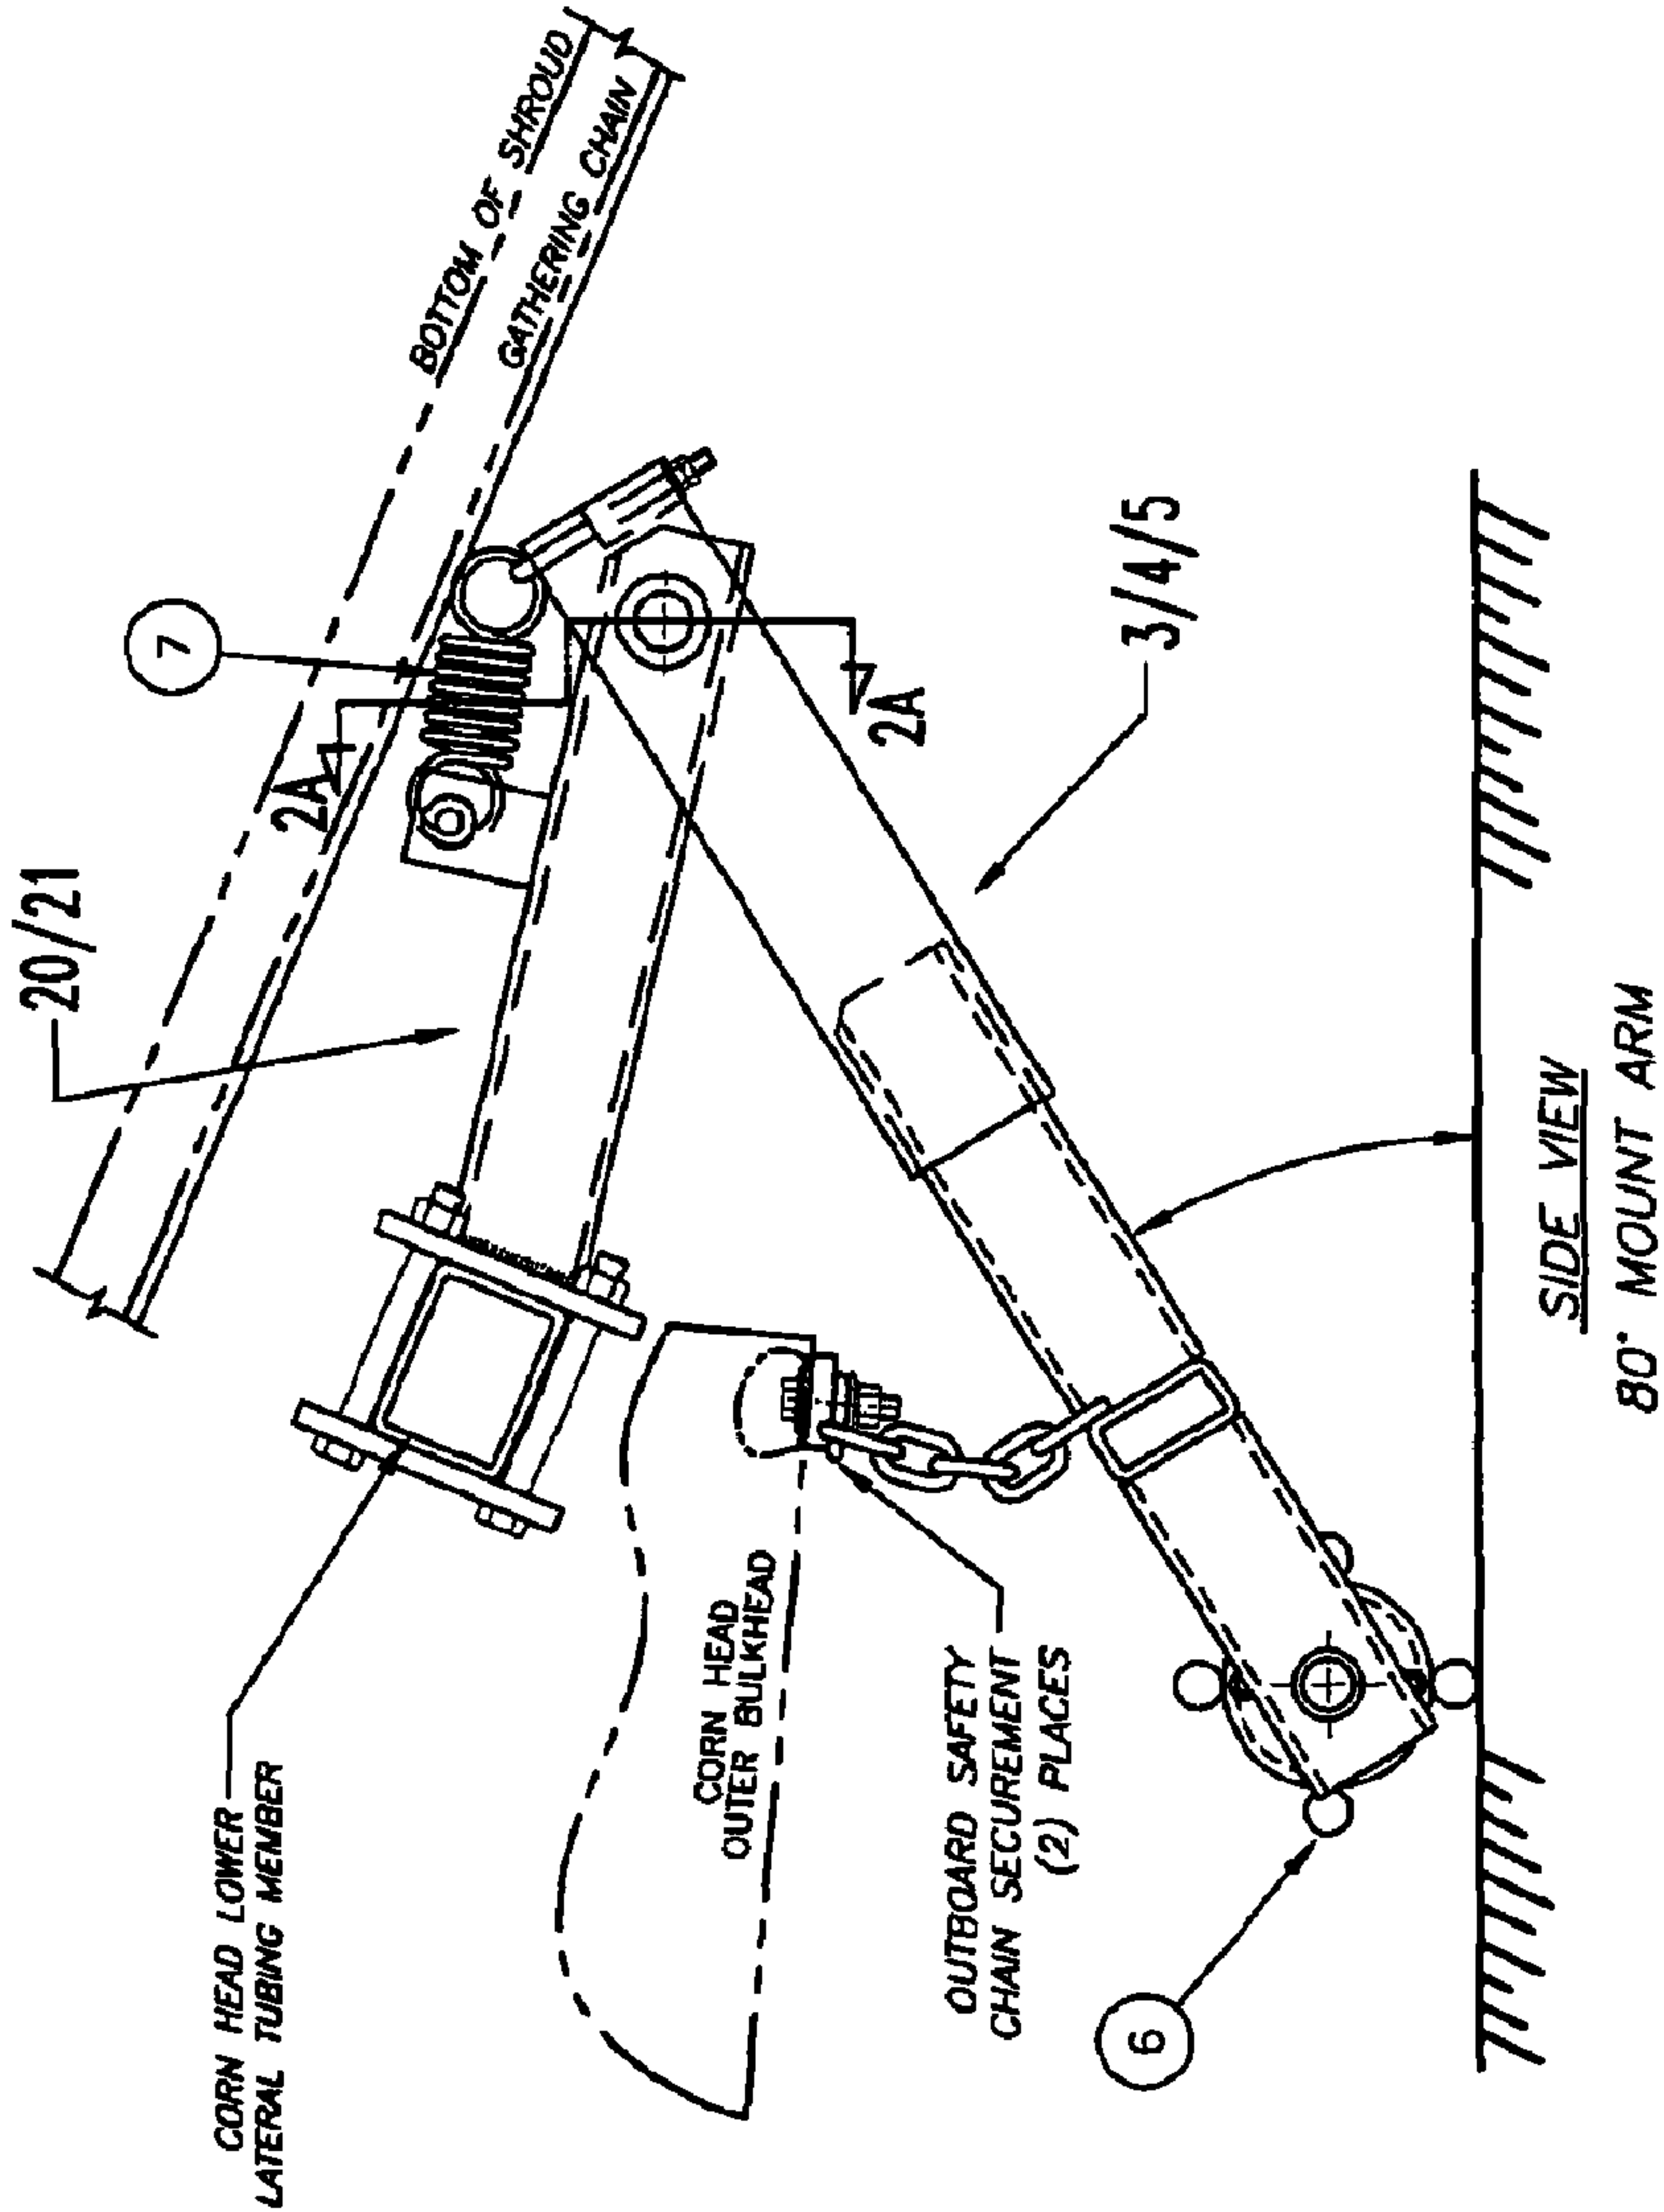 20/21
7
BOTTOM OF SHROUD
GATHERING CHAIN
2A
2A
3/4/5
CORN HEAD LOWER
LATERAL TUBING MEMBER
CORN HEAD
OUTER BULKHEAD
OUTBOARD SAFETY
CHAIN SECUREMENT
(2) PLACES
6
SIDE VIEW
80° MOUNT ARM